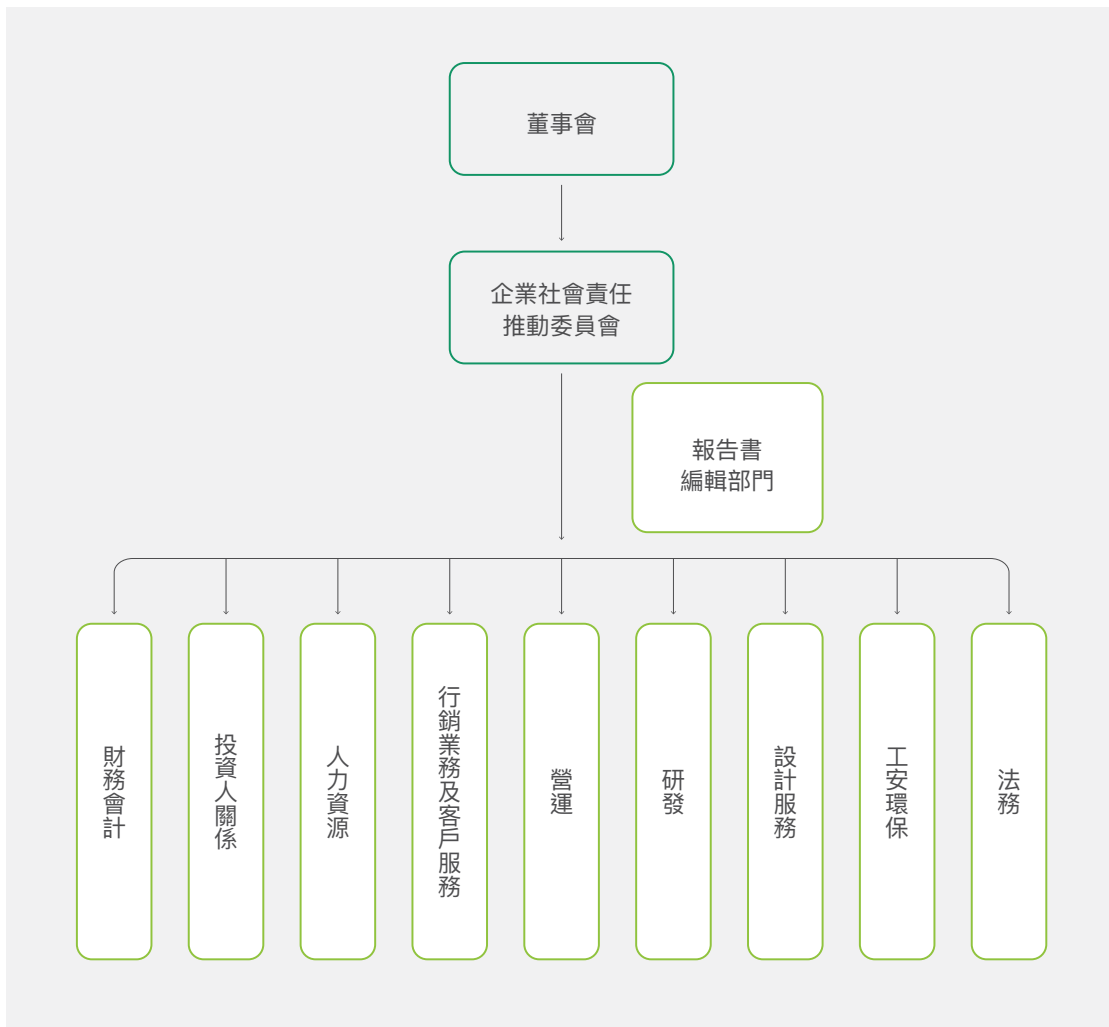 董事會
企業社會責任
推動委員會
報告書
編輯部門
財務會計
投資人關係
人力資源
行銷業務及客戶服務
營運
研發
設計服務
工安環保
法務